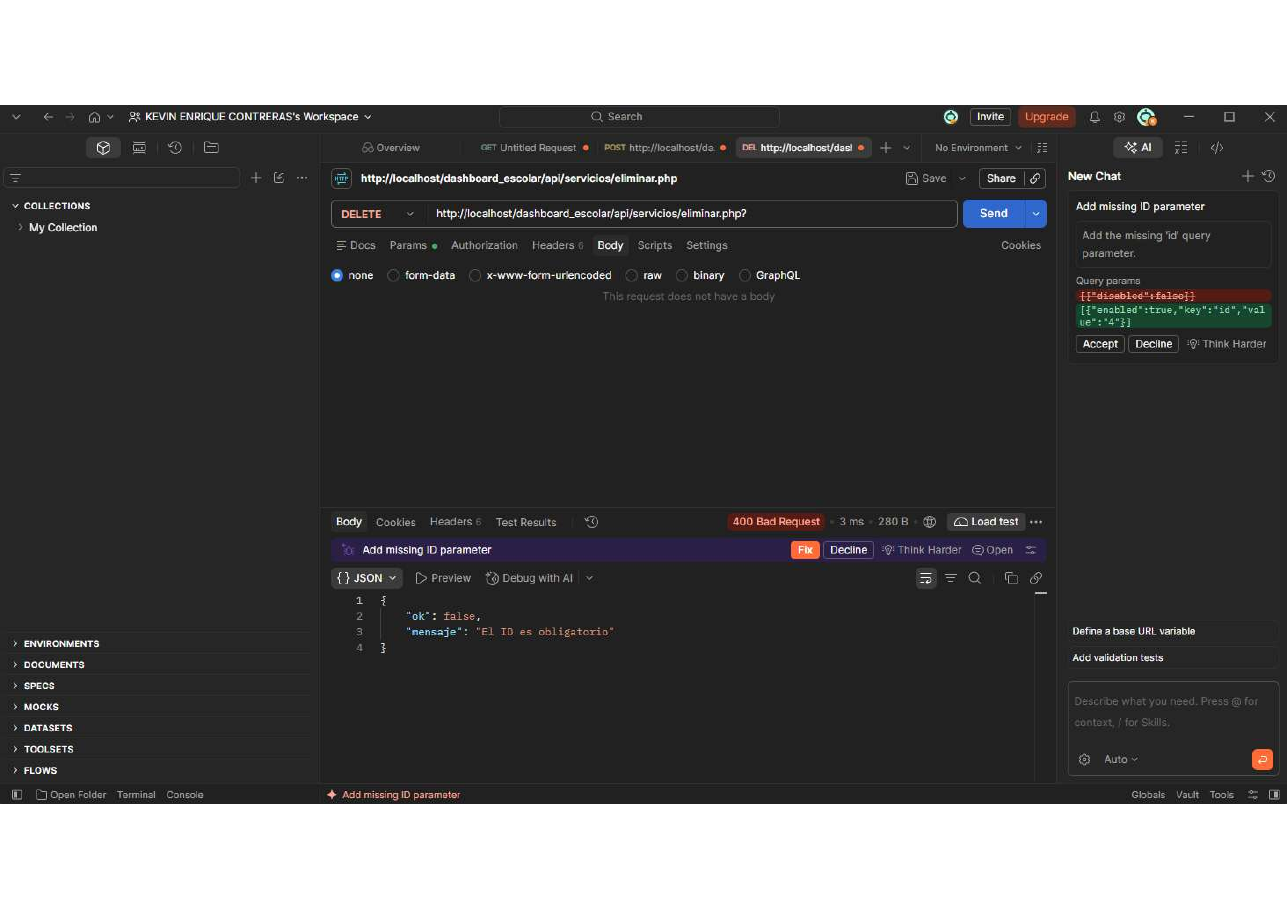 KEVIN ENRIQUE CONTRERAS's Workspace
Search
Invite
Upgrade
Overview
GET Untitled Request
POST http://localhost/da
DEL http://localhost/dasl
No Environment
AI
HTTP
http://localhost/dashboard_escolar/api/servicios/eliminar.php
Save
Share
New Chat
COLLECTIONS
My Collection
DELETE
http://localhost/dashboard_escolar/api/servicios/eliminar.php?
Send
Docs
Params
Authorization
Headers 6
Body
Scripts
Settings
Cookies
none
form-data
x-www-form-urlencoded
raw
binary
GraphQL
This request does not have a body
Add missing ID parameter
Add the missing 'id' query
parameter.
Query params
[{"disabled":false}]
[{"enabled":true,"key":"id","val
ue":"4"}]
Accept
Decline
Think Harder
Body
Cookies
Headers 6
Test Results
400 Bad Request
3 ms
280 B
Load test
Add missing ID parameter
Fix
Decline
Think Harder
Open
{} JSON
Preview
Debug with AI
1 {
2 "ok": false,
3 "mensaje": "El ID es obligatorio"
4 }
ENVIRONMENTS
DOCUMENTS
SPECS
MOCKS
DATASETS
TOOLSETS
FLOWS
Define a base URL variable
Add validation tests
Describe what you need. Press @ for
context, / for Skills.
Auto
Open Folder
Terminal
Console
Add missing ID parameter
Globals
Vault
Tools